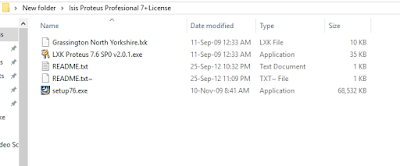 New folder > Isis Proteus Profesional 7+License
Name Date modified Type Size
Grassington North Yorkshire.lxk 11-Sep-09 12:33 AM LXK File 10 KB
LXK Proteus 7.6 SP0 v2.0.1.exe 11-Sep-09 12:33 AM Application 35 KB
README.txt 25-Sep-12 10:32 PM Text Document 1 KB
README.txt~ 25-Sep-12 11:09 PM TXT~ File 1 KB
setup76.exe 10-Nov-09 8:41 AM Application 68,532 KB
xe
Video Sc